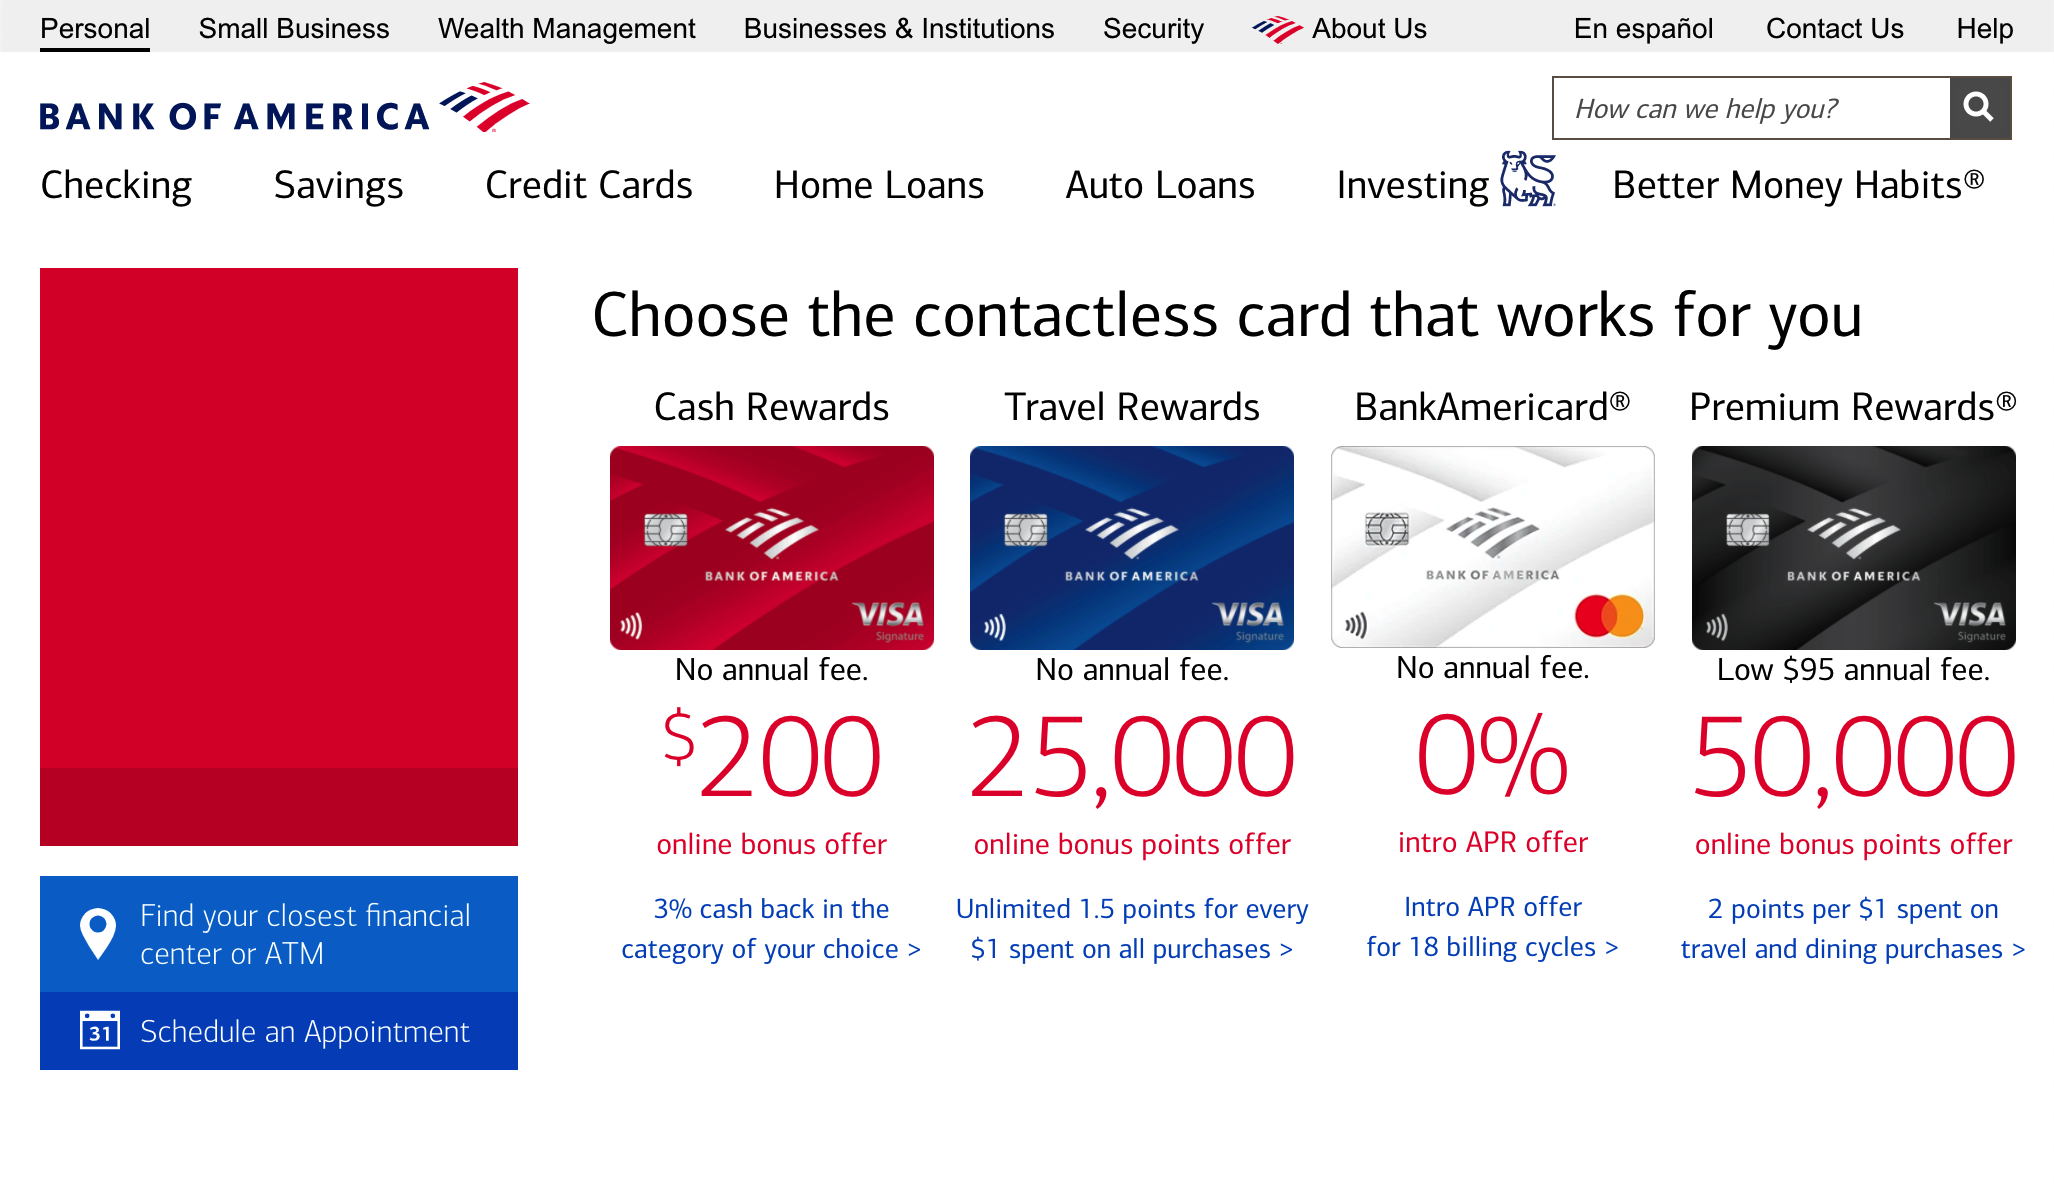 Personal Small Business Wealth Management Businesses & Institutions Security About Us En español Contact Us Help
BANK OF AMERICA
How can we help you?
Checking Savings Credit Cards Home Loans Auto Loans Investing Better Money Habits®
Choose the contactless card that works for you
Cash Rewards
BANK OF AMERICA
VISA
Signature
No annual fee.
$200
online bonus offer
3% cash back in the
category of your choice >
Travel Rewards
BANK OF AMERICA
VISA
Signature
No annual fee.
25,000
online bonus points offer
Unlimited 1.5 points for every
$1 spent on all purchases >
BankAmericard®
BANK OF AMERICA
No annual fee.
0%
intro APR offer
Intro APR offer
for 18 billing cycles >
Premium Rewards®
BANK OF AMERICA
VISA
Signature
Low $95 annual fee.
50,000
online bonus points offer
2 points per $1 spent on
travel and dining purchases >
Find your closest financial
center or ATM
31
Schedule an Appointment